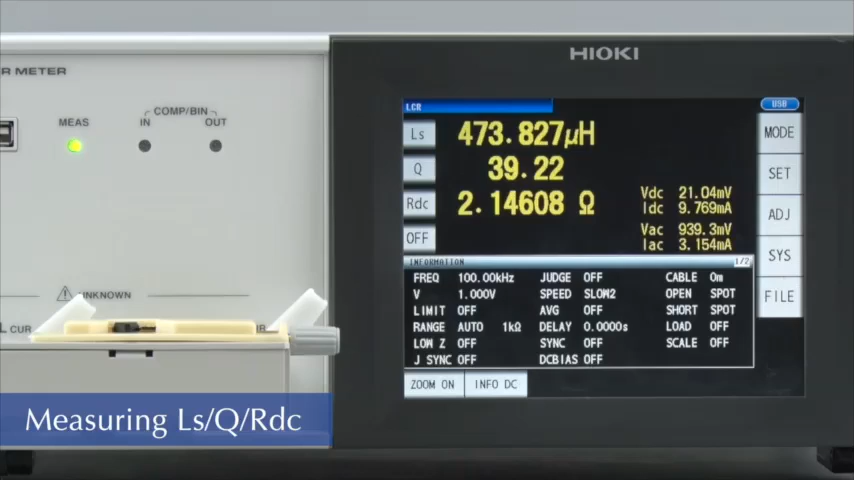 HIOKI
R METER
COMP/BIN
MEAS IN OUT
UNKNOWN
L CUR
LCR USB
Ls 473.827μH MODE
Q 39.22 SET
Rdc 2.14608 Ω
Vdc 21.04mV
Idc 9.769mA ADJ
Vac 939.3mV
OFF Iac 3.154mA SYS
INFORMATION 1/2
FREQ 100.00kHz JUDGE OFF CABLE 0m
V 1.000V SPEED SLOW2 OPEN SPOT FILE
LIMIT OFF AVG OFF SHORT SPOT
RANGE AUTO 1kΩ DELAY 0.0000s LOAD OFF
LOW Z OFF SYNC OFF SCALE OFF
J SYNC OFF DCBIAS OFF
ZOOM ON INFO DC
Measuring Ls/Q/Rdc